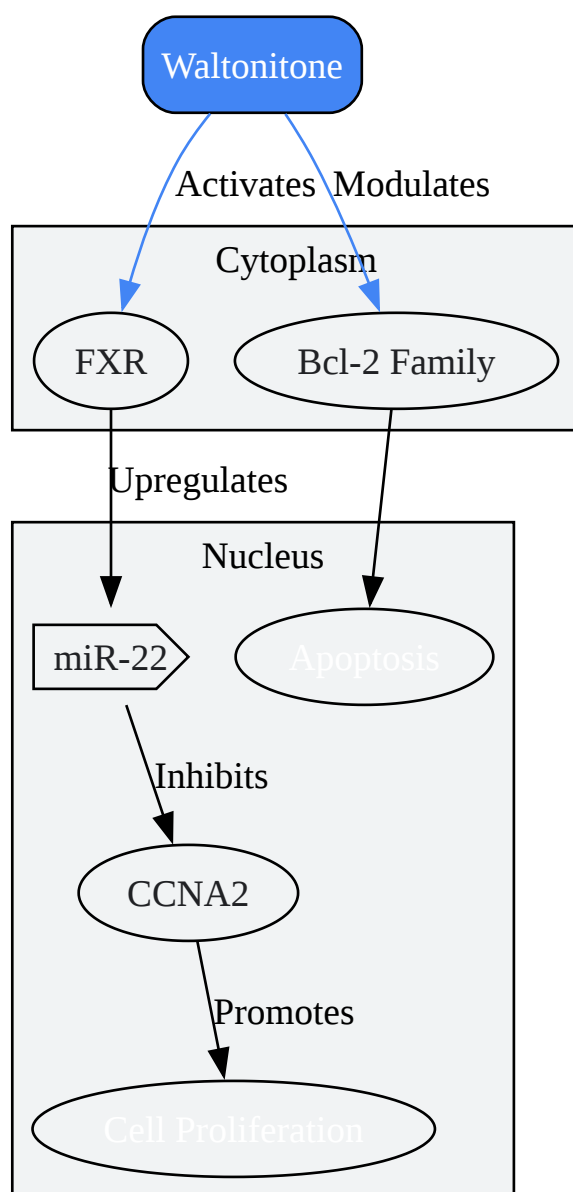 Waltonitone
Activates
Modulates
Cytoplasm
FXR
Bcl-2 Family
Upregulates
Nucleus
miR-22
Apoptosis
Inhibits
CCNA2
Promotes
Cell Proliferation